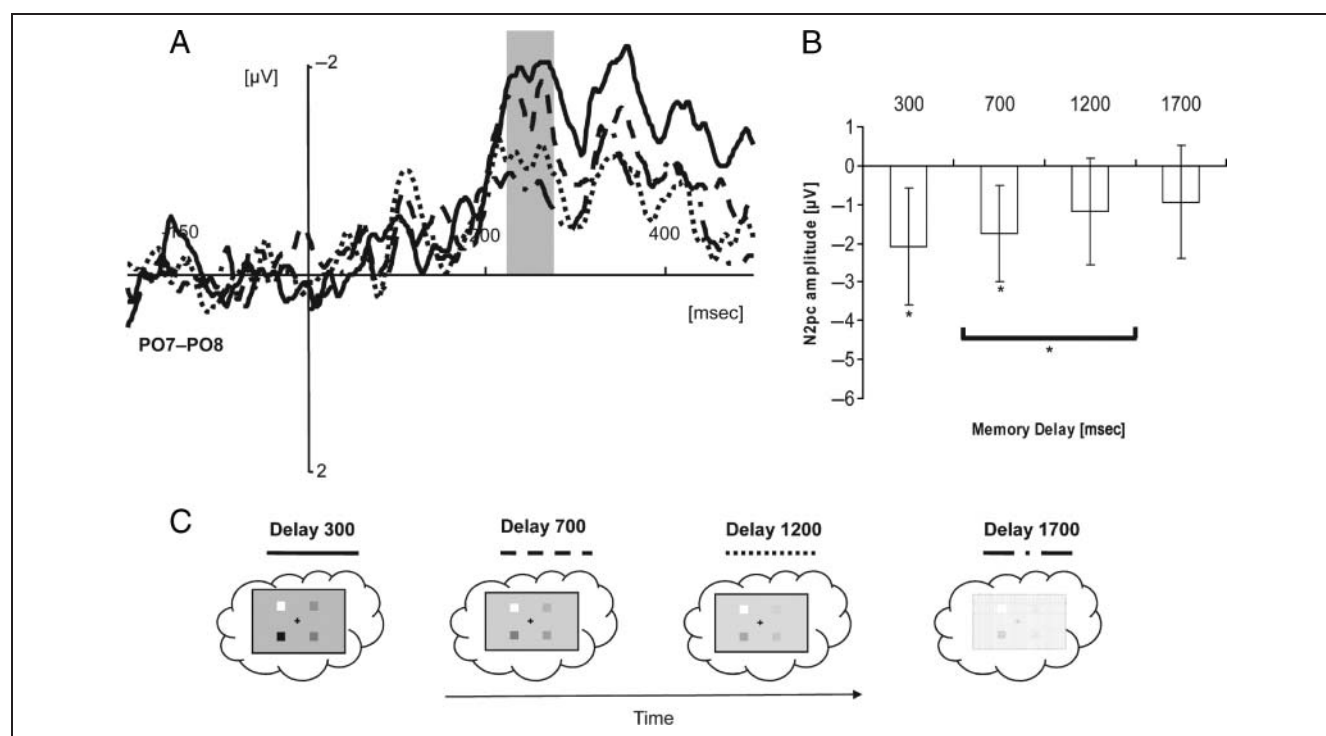 A
[µV]
–2
-150
200
400
[msec]
PO7–PO8
2
B
300 700 1200 1700
1
0
–1
–2
–3
–4
–5
–6
N2pc amplitude [µV]
*
*
*
Memory Delay [msec]
C
Delay 300
Delay 700
Delay 1200
Delay 1700
Time